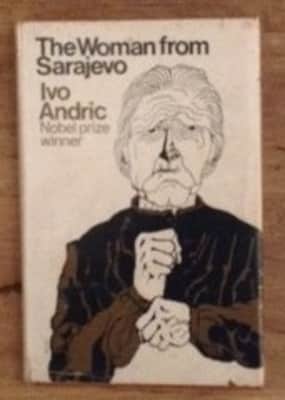 The Woman from
Sarajevo
Ivo
Andric
Nobel prize
winner